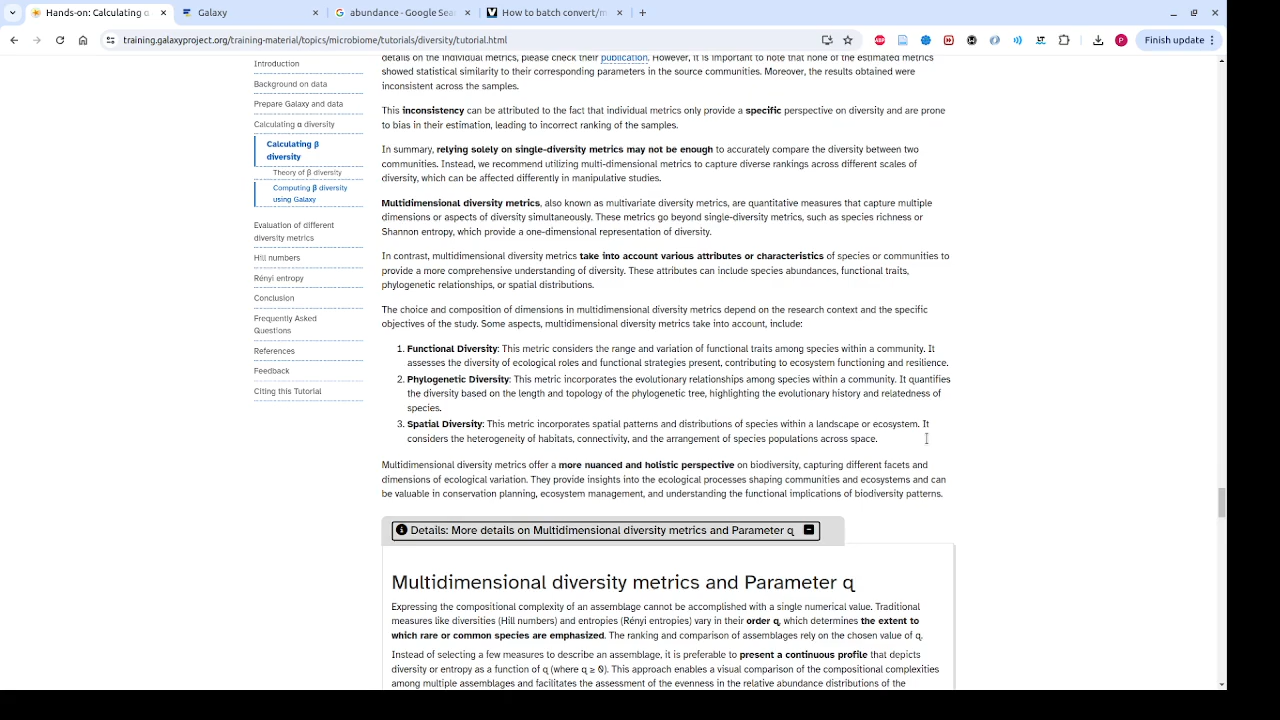 Hands-on: Calculating α
Galaxy
abundance - Google Sea
How to batch convert/m
training.galaxyproject.org/training-material/topics/microbiome/tutorials/diversity/tutorial.html
Finish update
Introduction
Background on data
Prepare Galaxy and data
Calculating α diversity
Calculating β
diversity
Theory of β diversity
Computing β diversity
using Galaxy
Evaluation of different
diversity metrics
Hill numbers
Rényi entropy
Conclusion
Frequently Asked
Questions
References
Feedback
Citing this Tutorial
details on the individual metrics, please check their publication. However, it is important to note that none of the estimated metrics
showed statistical similarity to their corresponding parameters in the source communities. Moreover, the results obtained were
inconsistent across the samples.
This inconsistency can be attributed to the fact that individual metrics only provide a specific perspective on diversity and are prone
to bias in their estimation, leading to incorrect ranking of the samples.
In summary, relying solely on single-diversity metrics may not be enough to accurately compare the diversity between two
communities. Instead, we recommend utilizing multi-dimensional metrics to capture diverse rankings across different scales of
diversity, which can be affected differently in manipulative studies.
Multidimensional diversity metrics, also known as multivariate diversity metrics, are quantitative measures that capture multiple
dimensions or aspects of diversity simultaneously. These metrics go beyond single-diversity metrics, such as species richness or
Shannon entropy, which provide a one-dimensional representation of diversity.
In contrast, multidimensional diversity metrics take into account various attributes or characteristics of species or communities to
provide a more comprehensive understanding of diversity. These attributes can include species abundances, functional traits,
phylogenetic relationships, or spatial distributions.
The choice and composition of dimensions in multidimensional diversity metrics depend on the research context and the specific
objectives of the study. Some aspects, multidimensional diversity metrics take into account, include:
1. Functional Diversity: This metric considers the range and variation of functional traits among species within a community. It
assesses the diversity of ecological roles and functional strategies present, contributing to ecosystem functioning and resilience.
2. Phylogenetic Diversity: This metric incorporates the evolutionary relationships among species within a community. It quantifies
the diversity based on the length and topology of the phylogenetic tree, highlighting the evolutionary history and relatedness of
species.
3. Spatial Diversity: This metric incorporates spatial patterns and distributions of species within a landscape or ecosystem. It
considers the heterogeneity of habitats, connectivity, and the arrangement of species populations across space.
Multidimensional diversity metrics offer a more nuanced and holistic perspective on biodiversity, capturing different facets and
dimensions of ecological variation. They provide insights into the ecological processes shaping communities and ecosystems and can
be valuable in conservation planning, ecosystem management, and understanding the functional implications of biodiversity patterns.
Details: More details on Multidimensional diversity metrics and Parameter q
Multidimensional diversity metrics and Parameter q
Expressing the compositional complexity of an assemblage cannot be accomplished with a single numerical value. Traditional
measures like diversities (Hill numbers) and entropies (Rényi entropies) vary in their order q, which determines the extent to
which rare or common species are emphasized. The ranking and comparison of assemblages rely on the chosen value of q.
Instead of selecting a few measures to describe an assemblage, it is preferable to present a continuous profile that depicts
diversity or entropy as a function of q (where q ≥ 0). This approach enables a visual comparison of the compositional complexities
among multiple assemblages and facilitates the assessment of the evenness in the relative abundance distributions of the